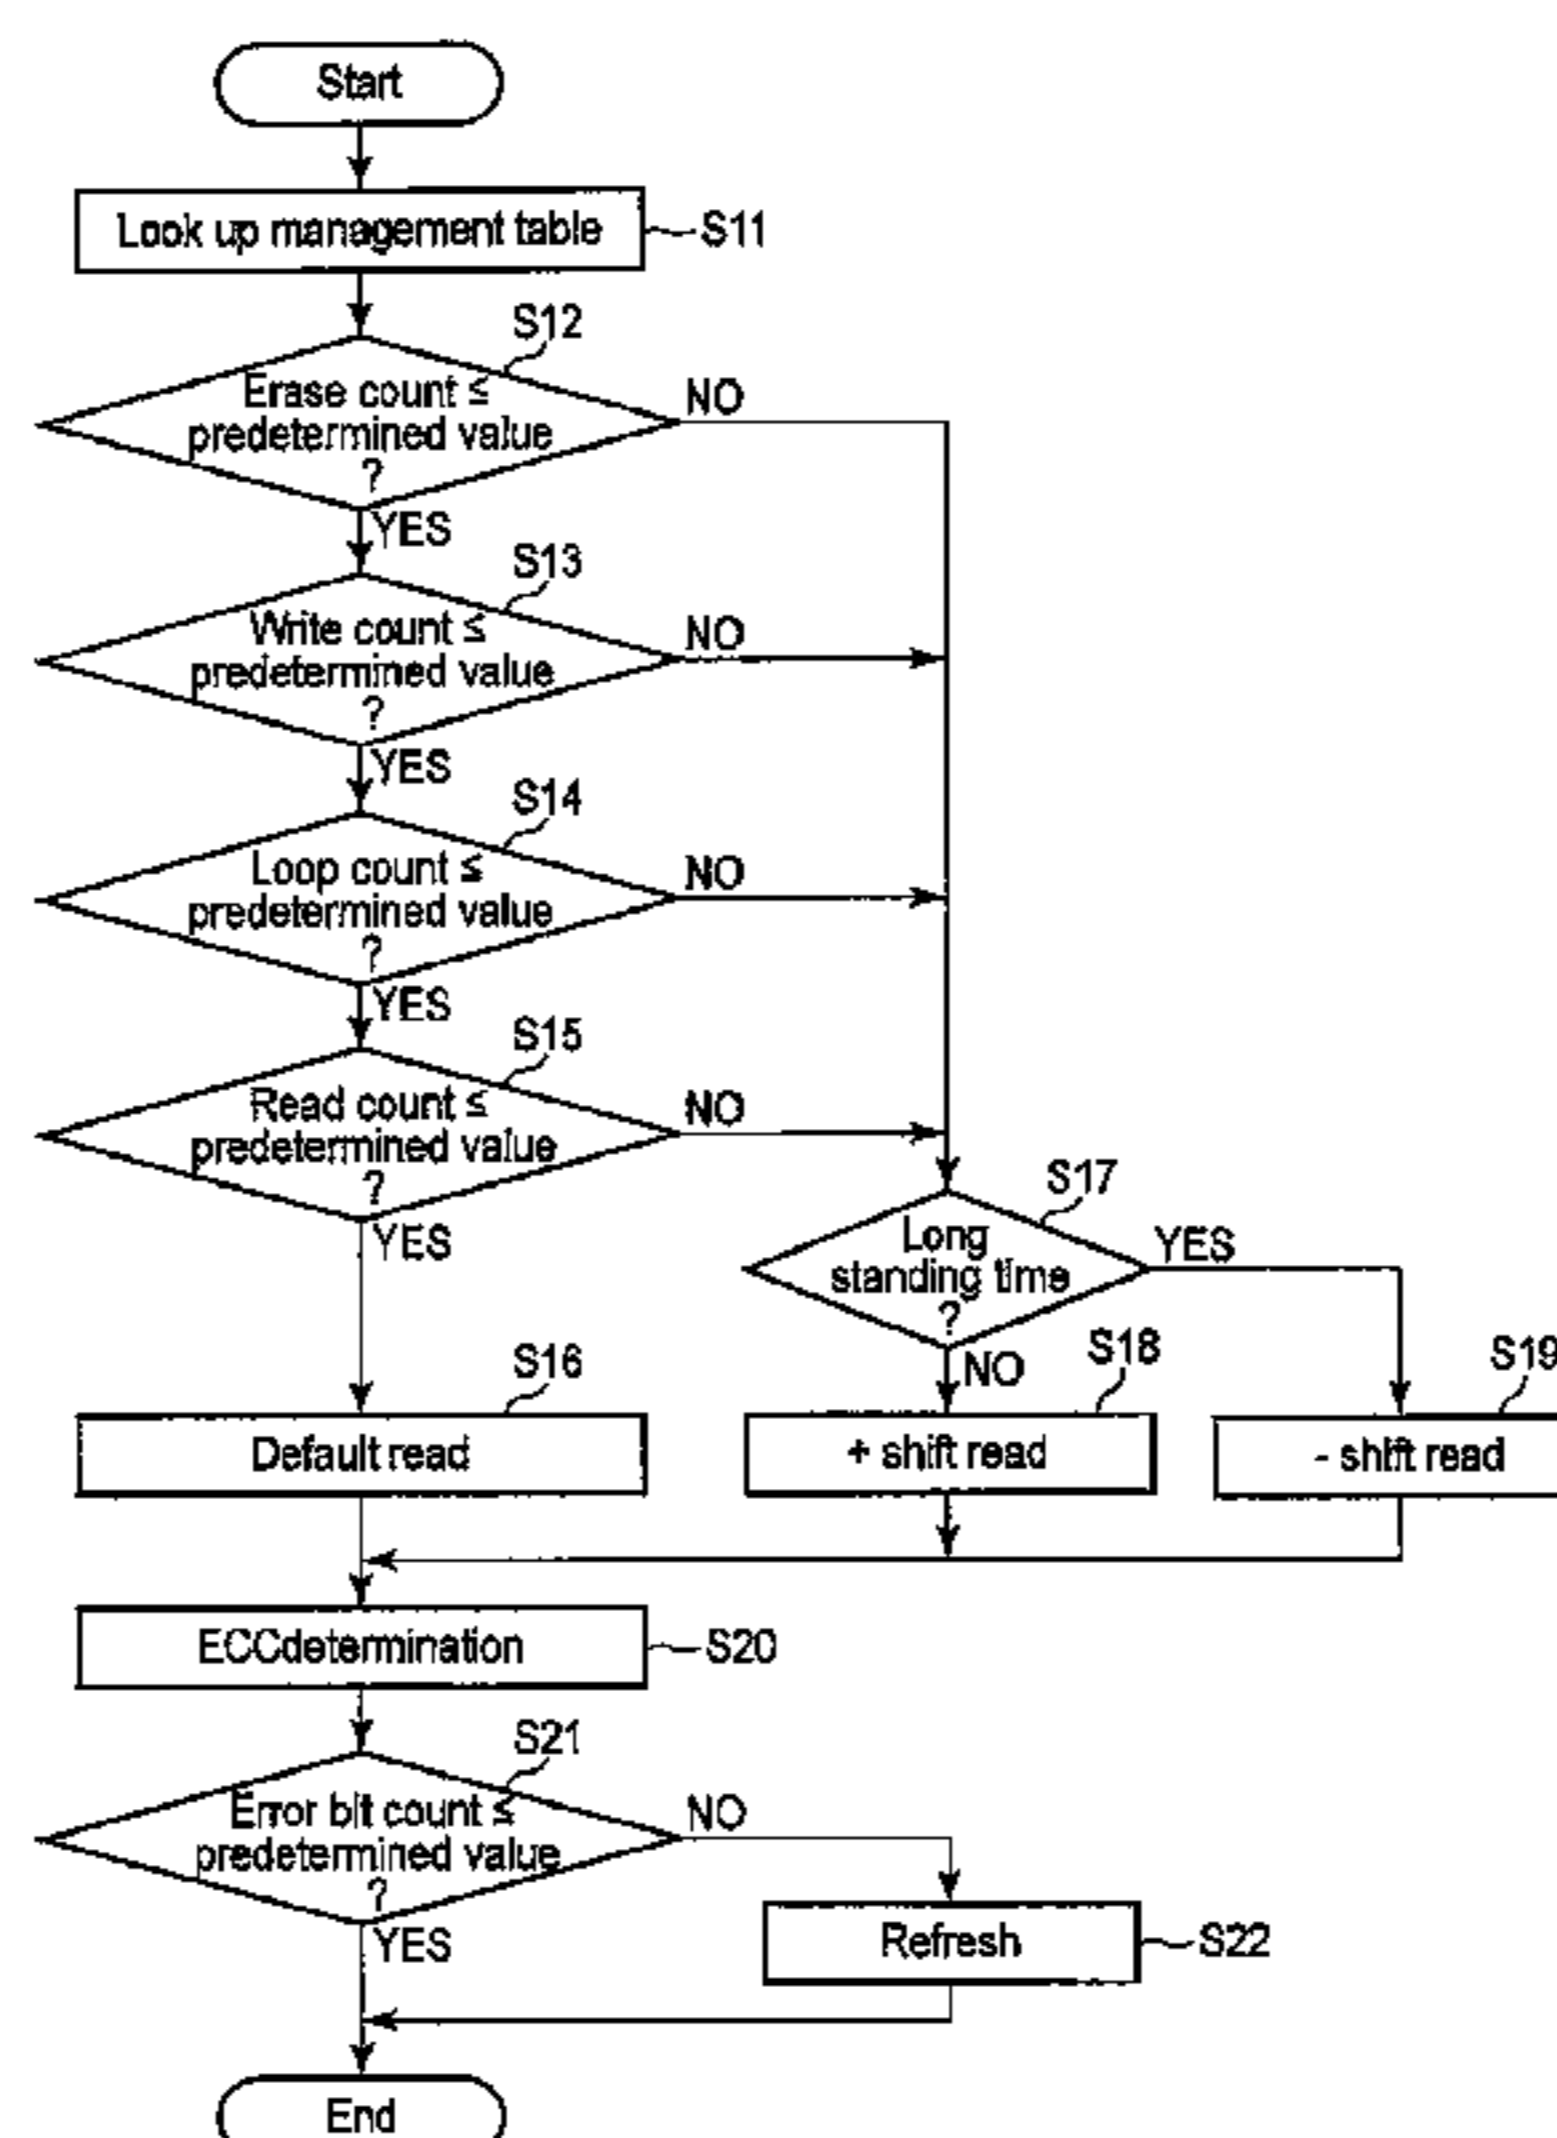 Start
Look up management table
S11
S12
Erase count ≤
predetermined value
?
NO
YES
S13
Write count ≤
predetermined value
?
NO
YES
S14
Loop count ≤
predetermined value
?
NO
YES
S15
Read count ≤
predetermined value
?
NO
YES
S17
Long
standing time
?
YES
NO
S16
Default read
S18
+ shift read
S19
- shift read
ECCdetermination
S20
S21
Error bit count ≤
predetermined value
?
NO
YES
Refresh
S22
End